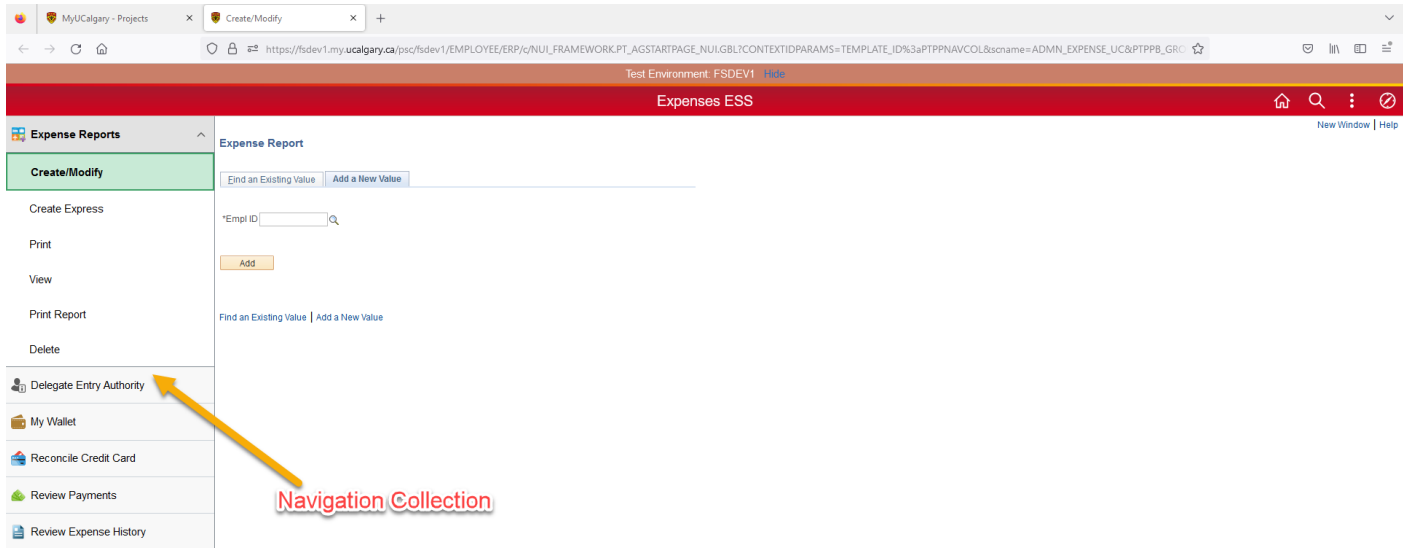 MyUCalgary - Projects
Create/Modify
https://fsdev1.my.ucalgary.ca/psc/fsdev1/EMPLOYEE/ERP/c/NUI_FRAMEWORK.PT_AGSTARTPAGE_NUI.GBL?CONTEXTIDPARAMS=TEMPLATE_ID%3aPTPPNAVCOL&scname=ADMN_EXPENSE_UC&PTPPB_GRO
Test Environment: FSDEV1 Hide
Expenses ESS
New Window | Help
Expense Reports
Create/Modify
Create Express
Print
View
Print Report
Delete
Delegate Entry Authority
My Wallet
Reconcile Credit Card
Review Payments
Review Expense History
Expense Report
Find an Existing Value Add a New Value
*Empl ID
Add
Find an Existing Value | Add a New Value
Navigation Collection